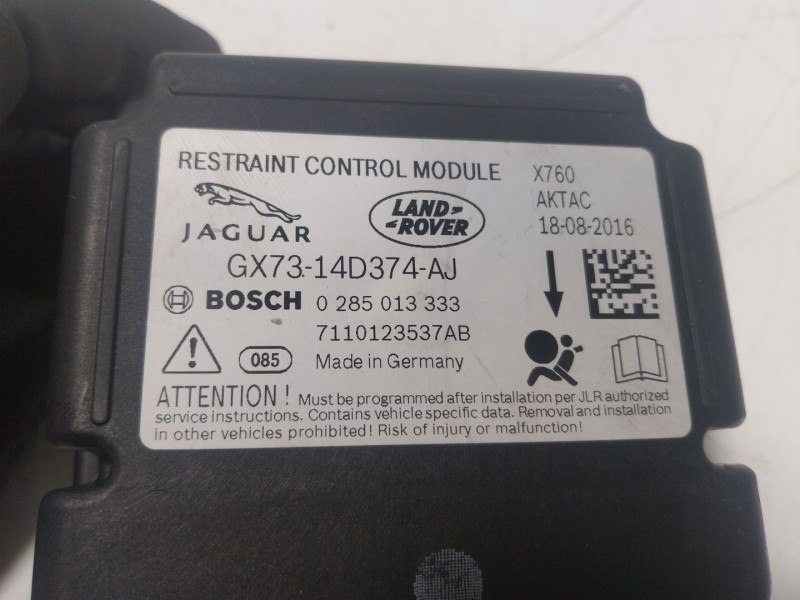 RESTRAINT CONTROL MODULE
X760
AKTAC
18-08-2016
JAGUAR
LAND-
-ROVER
GX73-14D374-AJ
BOSCH 0 285 013 333
7110123537AB
085
Made in Germany
ATTENTION ! Must be programmed after installation per JLR authorized
service instructions. Contains vehicle specific data. Removal and installation
in other vehicles prohibited! Risk of injury or malfunction!